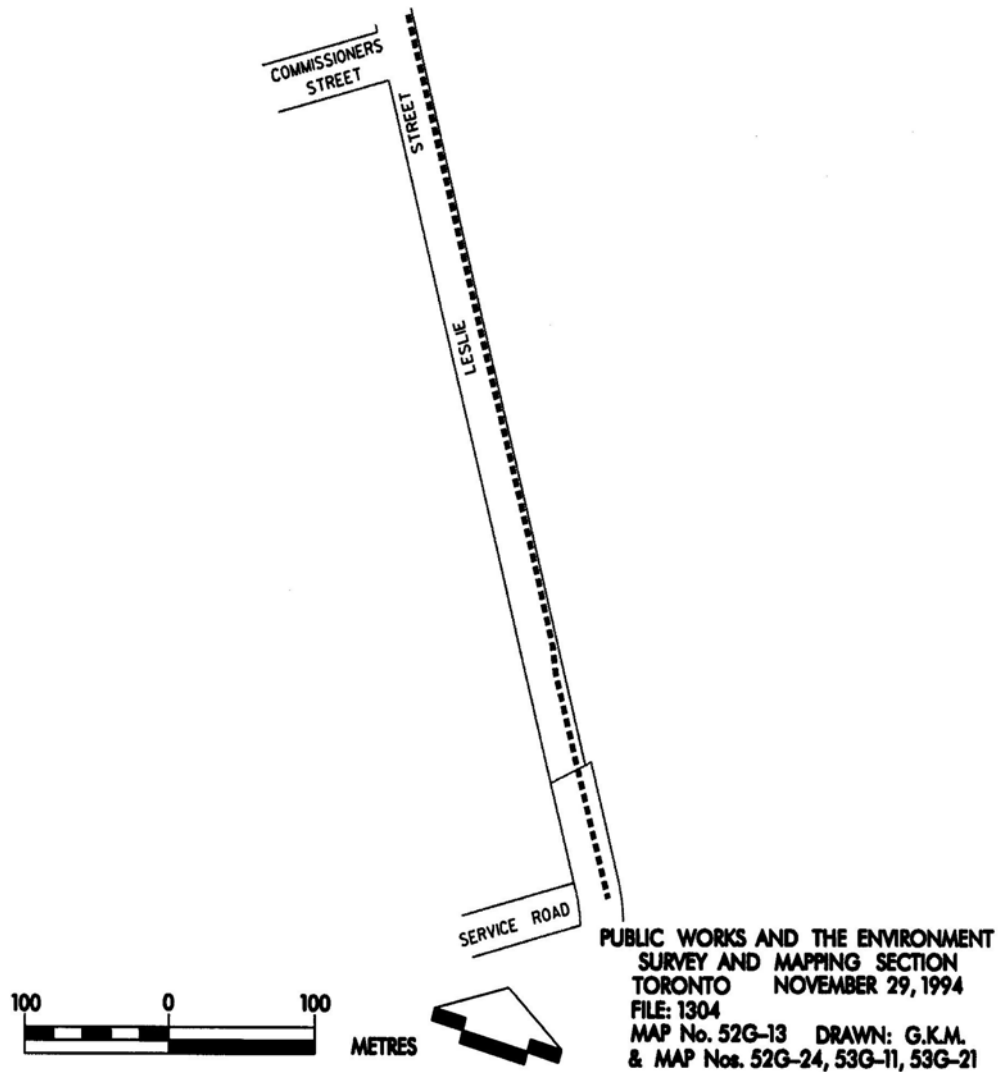 COMMISSIONERS
STREET
STREET
LESLIE
SERVICE ROAD
PUBLIC WORKS AND THE ENVIRONMENT
SURVEY AND MAPPING SECTION
TORONTO NOVEMBER 29, 1994
FILE: 1304
MAP No. 52G-13 DRAWN: G.K.M.
& MAP Nos. 52G-24, 53G-11, 53G-21
100 0 100
METRES